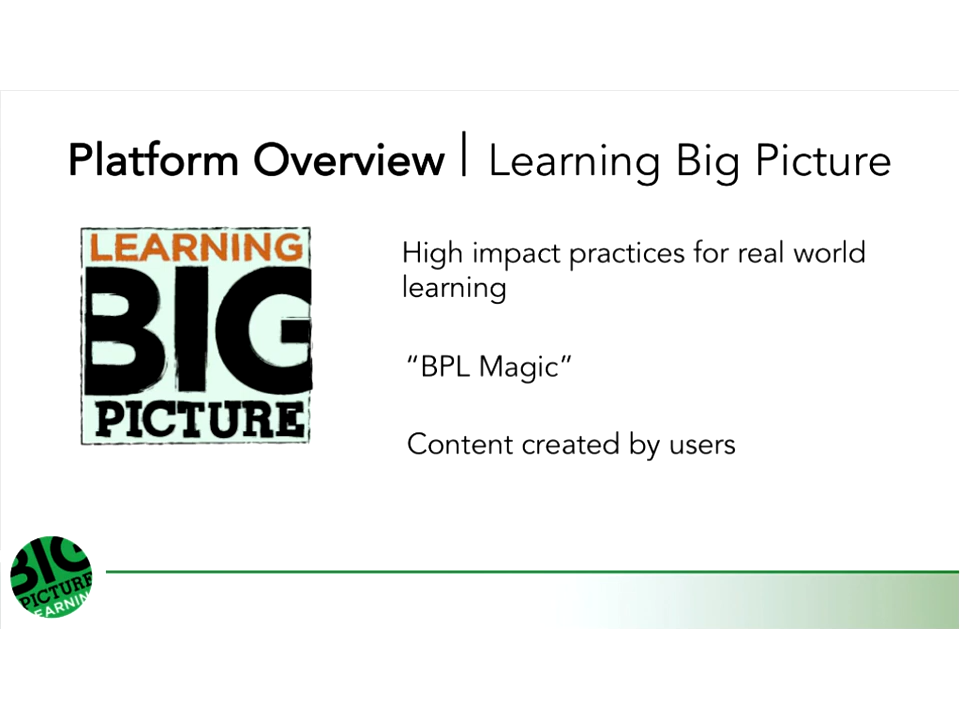 Platform Overview | Learning Big Picture
LEARNING
BIG
PICTURE
High impact practices for real world
learning
“BPL Magic”
Content created by users
BIG
PICTURE
LEARNING